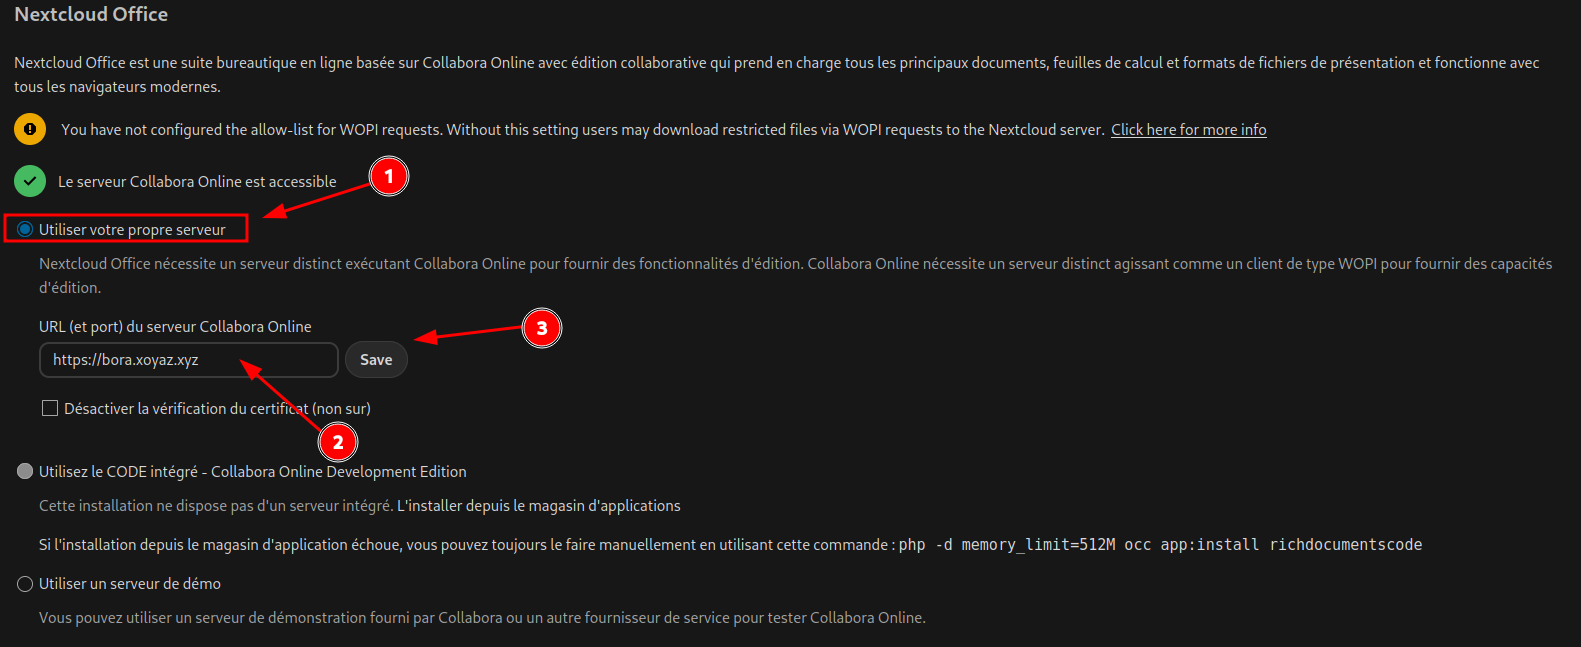 Nextcloud Office
Nextcloud Office est une suite bureautique en ligne basée sur Collabora Online avec édition collaborative qui prend en charge tous les principaux documents, feuilles de calcul et formats de fichiers de présentation et fonctionne avec
tous les navigateurs modernes.
You have not configured the allow-list for WOPI requests. Without this setting users may download restricted files via WOPI requests to the Nextcloud server. Click here for more info
Le serveur Collabora Online est accessible
1
Utiliser votre propre serveur
Nextcloud Office nécessite un serveur distinct exécutant Collabora Online pour fournir des fonctionnalités d'édition. Collabora Online nécessite un serveur distinct agissant comme un client de type WOPI pour fournir des capacités
d'édition.
URL (et port) du serveur Collabora Online
3
https://bora.xoyaz.xyz Save
Désactiver la vérification du certificat (non sur)
2
Utilisez le CODE intégré - Collabora Online Development Edition
Cette installation ne dispose pas d'un serveur intégré. L'installer depuis le magasin d'applications
Si l'installation depuis le magasin d'application échoue, vous pouvez toujours le faire manuellement en utilisant cette commande : php -d memory_limit=512M occ app:install richdocumentscode
Utiliser un serveur de démo
Vous pouvez utiliser un serveur de démonstration fourni par Collabora ou un autre fournisseur de service pour tester Collabora Online.